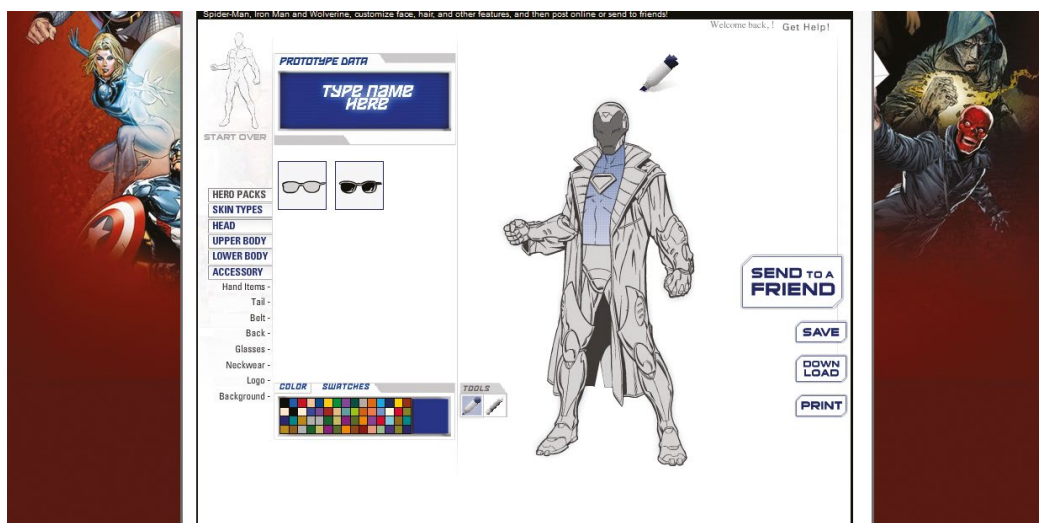 Spider-Man, Iron Man and Wolverine, customize face, hair, and other features, and then post online or send to friends!
Welcome back, !
Get Help!
PROTOTYPE DATA
TYPE NAME
HERE
START OVER
HERO PACKS
SKIN TYPES
HEAD
UPPER BODY
LOWER BODY
ACCESSORY
Hand Items -
Tail -
Belt -
Back -
Glasses -
Neckwear -
Logo -
Background -
COLOR SWATCHES
TOOLS
SEND TO A
FRIEND
SAVE
DOWN
LOAD
PRINT